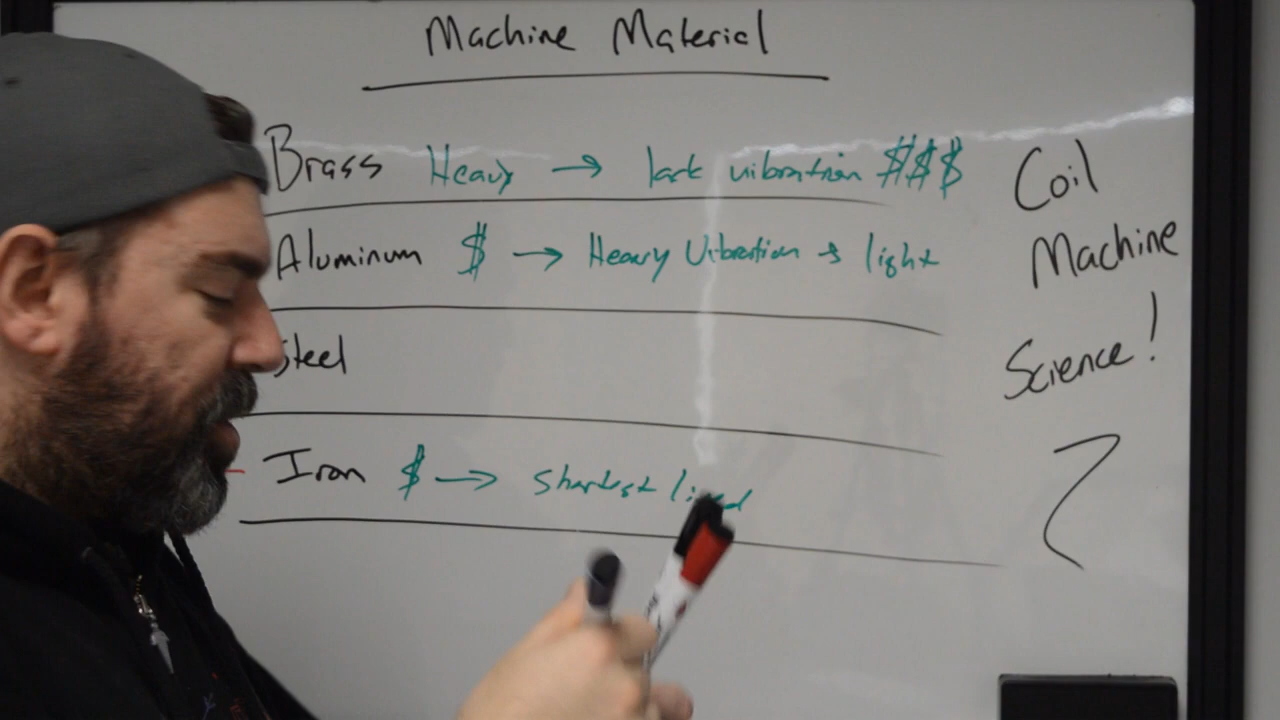 Machine Material
Brass Heavy → lack vibration $$$
Aluminum $ → Heavy Vibration + light
Steel
Iron $ → shortest lived
Coil
Machine
Science!